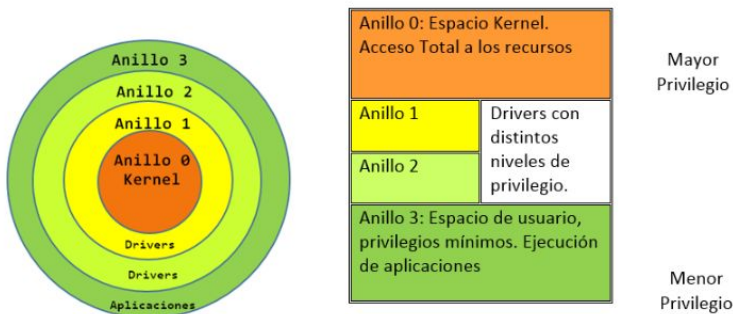 Anillo 3
Anillo 2
Anillo 1
Anillo 0
Kernel
Drivers
Drivers
Aplicaciones
Anillo 0: Espacio Kernel.
Acceso Total a los recursos
Anillo 1
Anillo 2
Drivers con
distintos
niveles de
privilegio.
Anillo 3: Espacio de usuario,
privilegios mínimos. Ejecución
de aplicaciones
Mayor
Privilegio
Menor
Privilegio